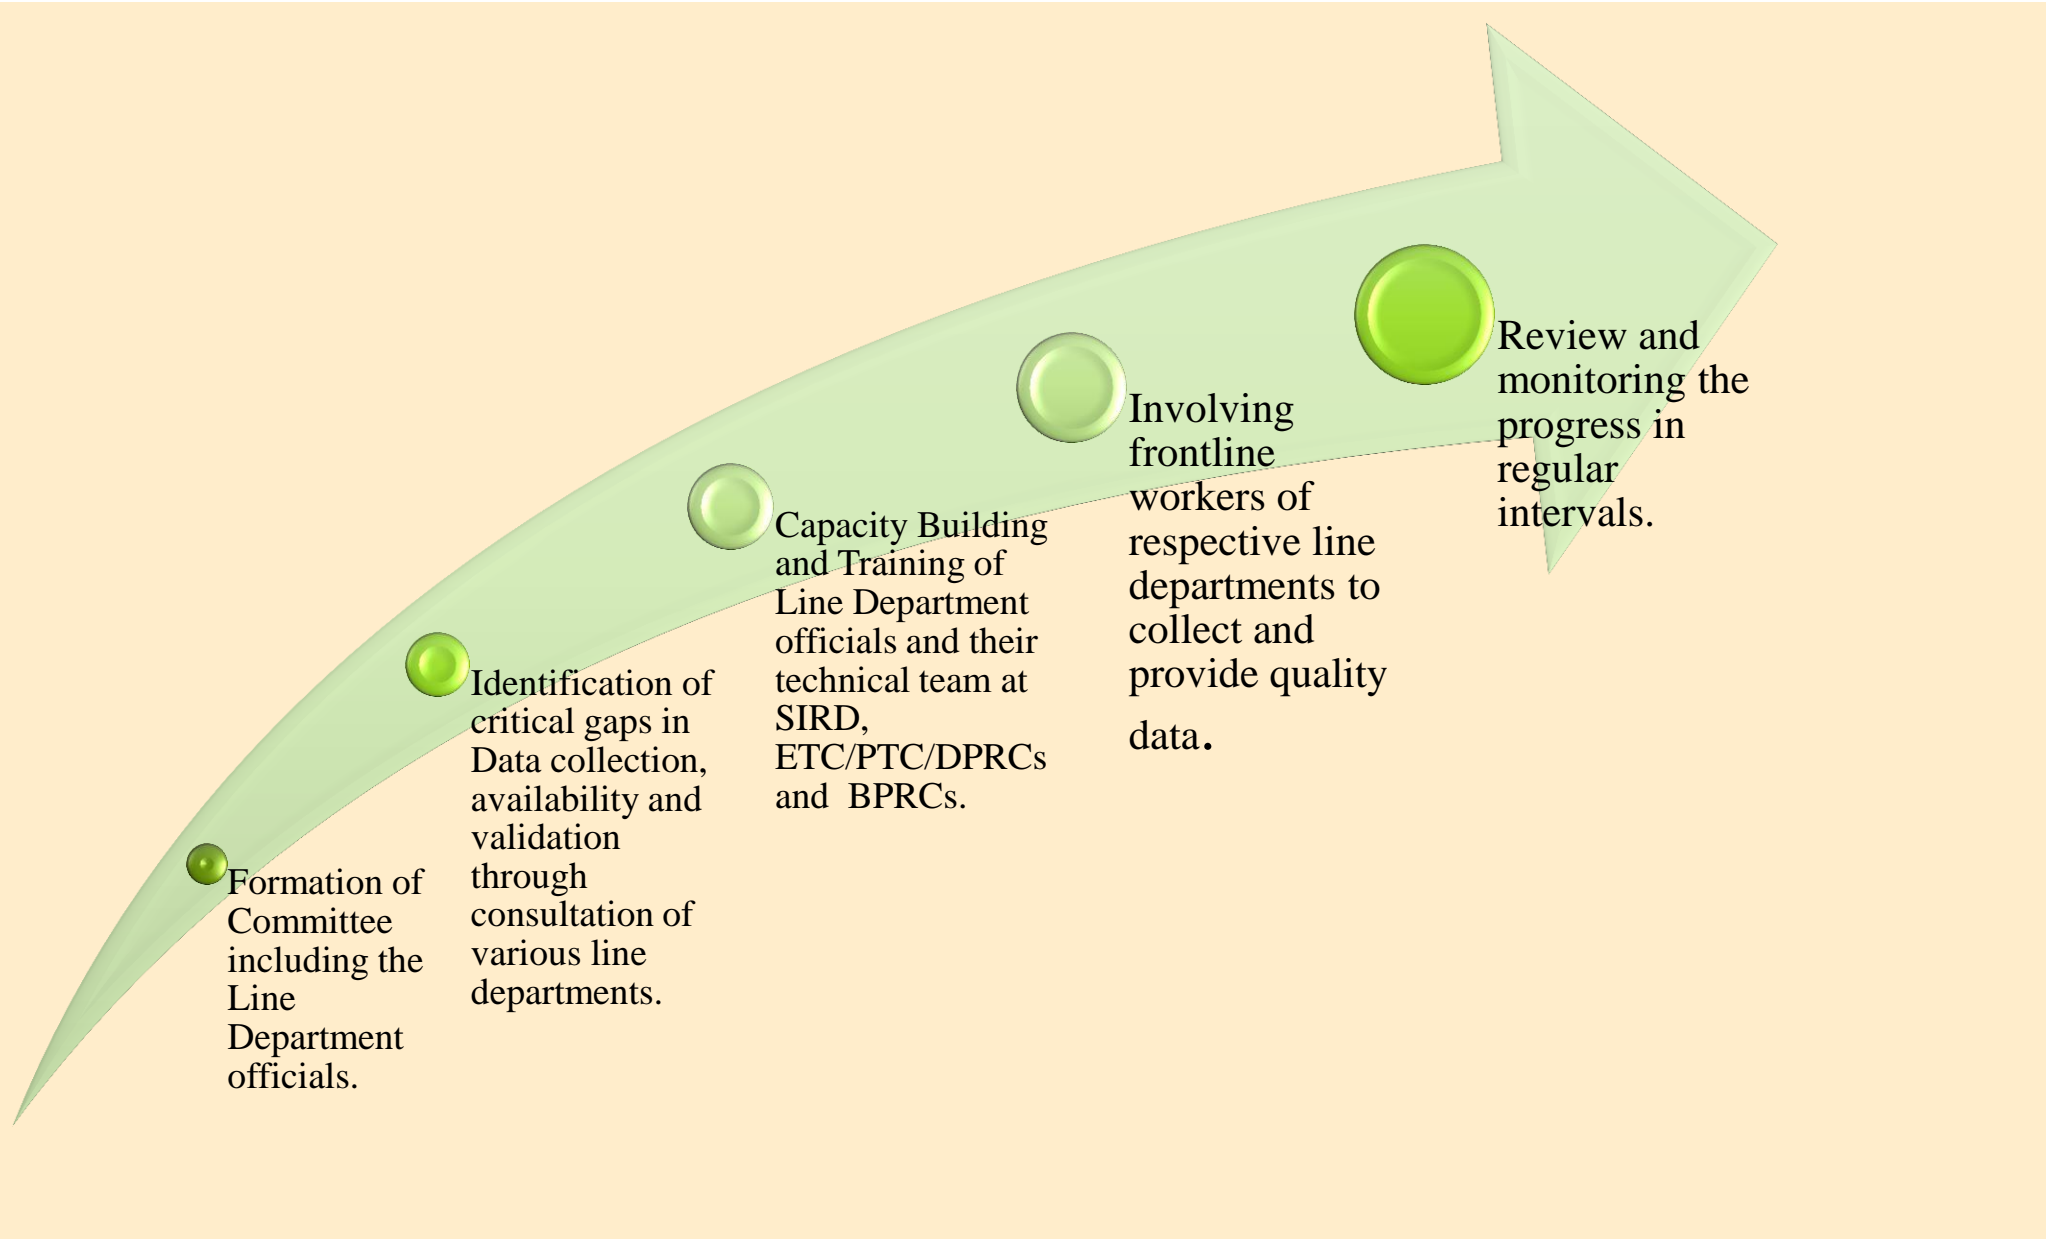 Formation of
Committee
including the
Line
Department
officials.
Identification of
critical gaps in
Data collection,
availability and
validation
through
consultation of
various line
departments.
Capacity Building
and Training of
Line Department
officials and their
technical team at
SIRD,
ETC/PTC/DPRCs
and  BPRCs.
Involving
frontline
workers of
respective line
departments to
collect and
provide quality
data.
Review and
monitoring the
progress in
regular
intervals.